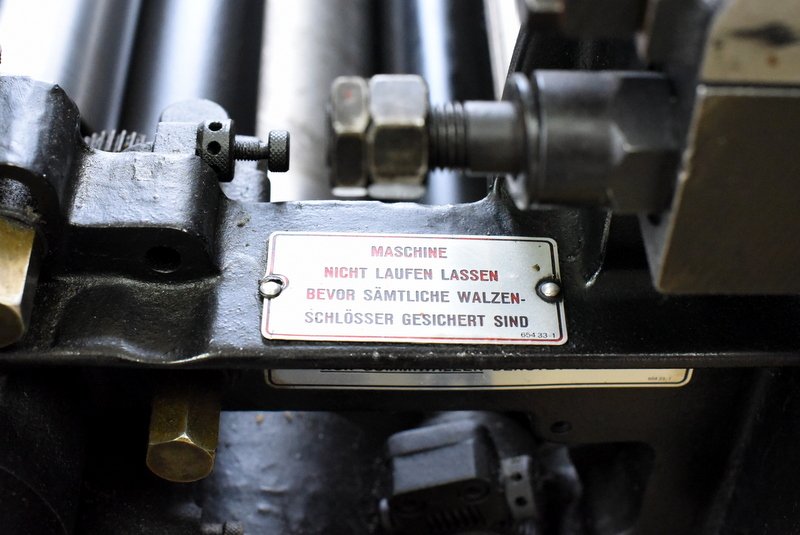 MASCHINE
NICHT LAUFEN LASSEN
BEVOR SÄMTLICHE WALZEN-
SCHLÖSSER GESICHERT SIND
654 33-1